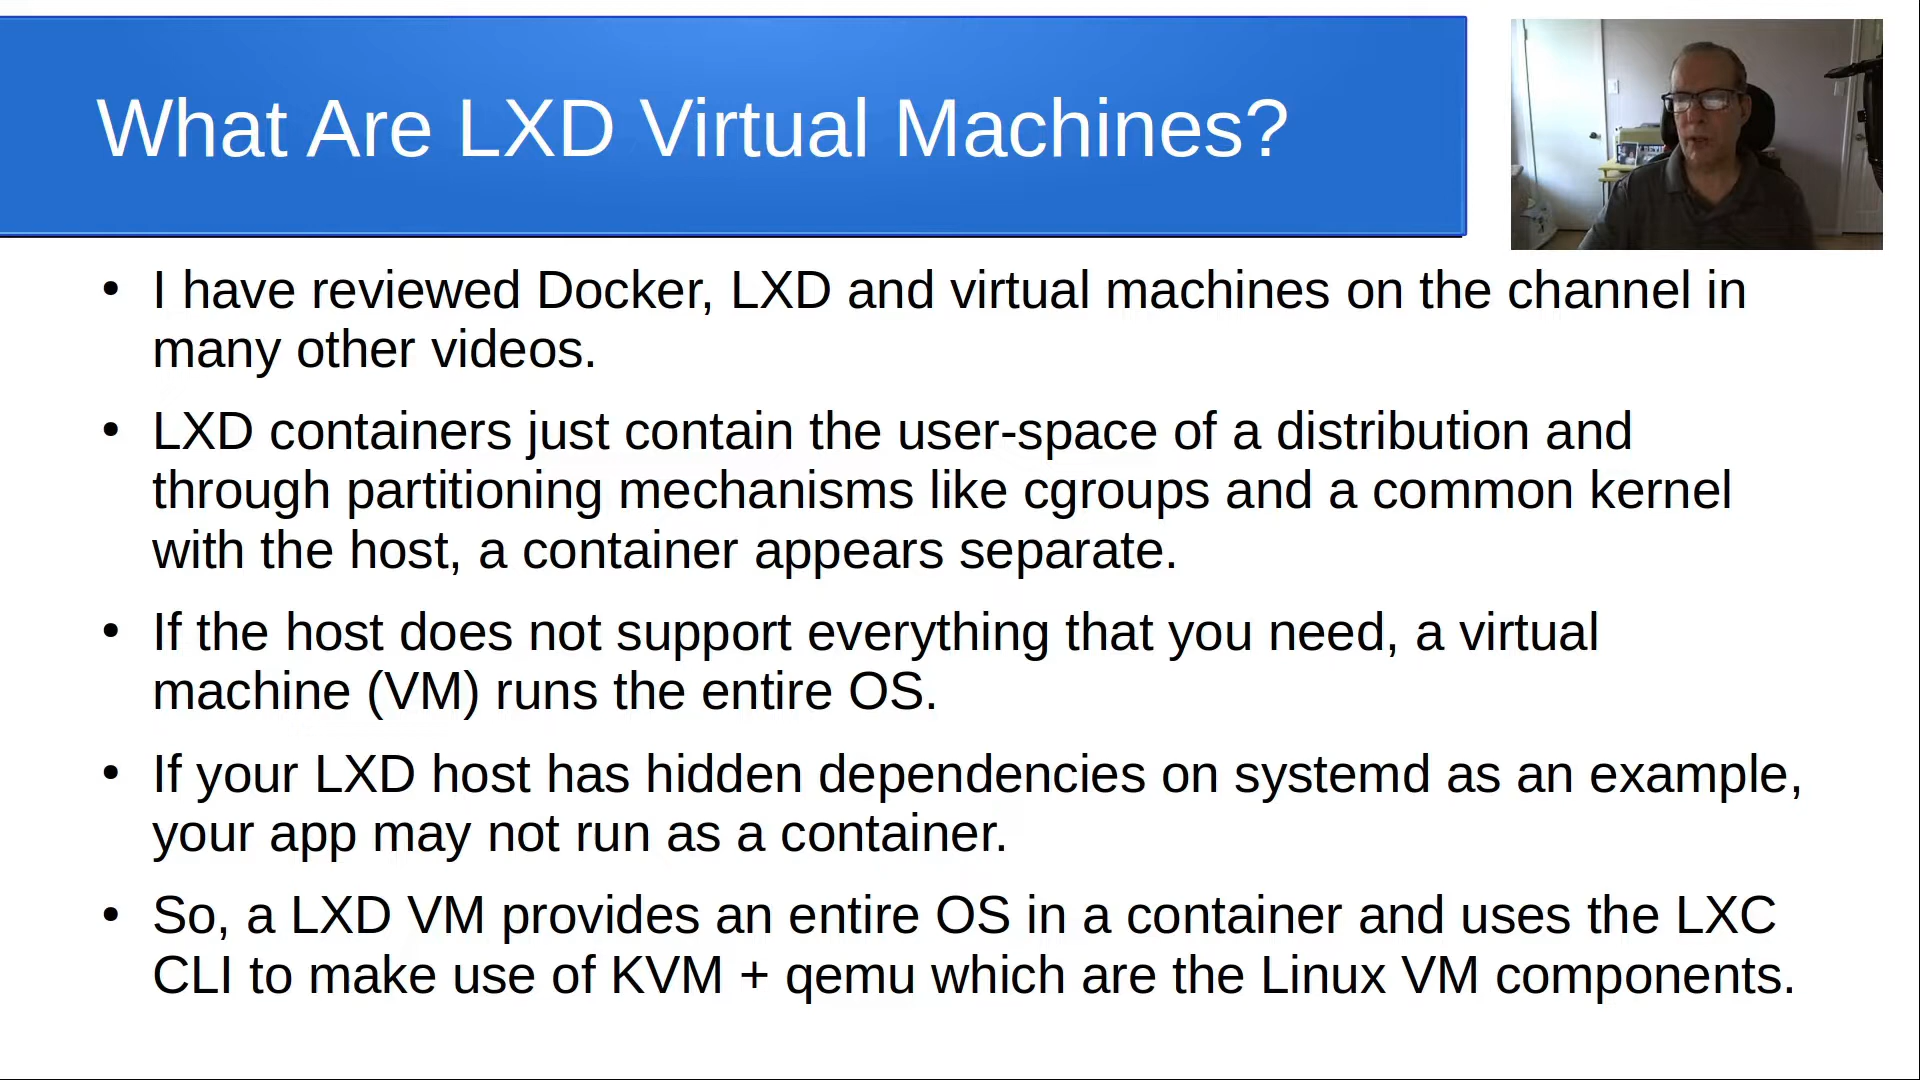 What Are LXD Virtual Machines?
• I have reviewed Docker, LXD and virtual machines on the channel in
many other videos.
• LXD containers just contain the user-space of a distribution and
through partitioning mechanisms like cgroups and a common kernel
with the host, a container appears separate.
• If the host does not support everything that you need, a virtual
machine (VM) runs the entire OS.
• If your LXD host has hidden dependencies on systemd as an example,
your app may not run as a container.
• So, a LXD VM provides an entire OS in a container and uses the LXC
CLI to make use of KVM + qemu which are the Linux VM components.